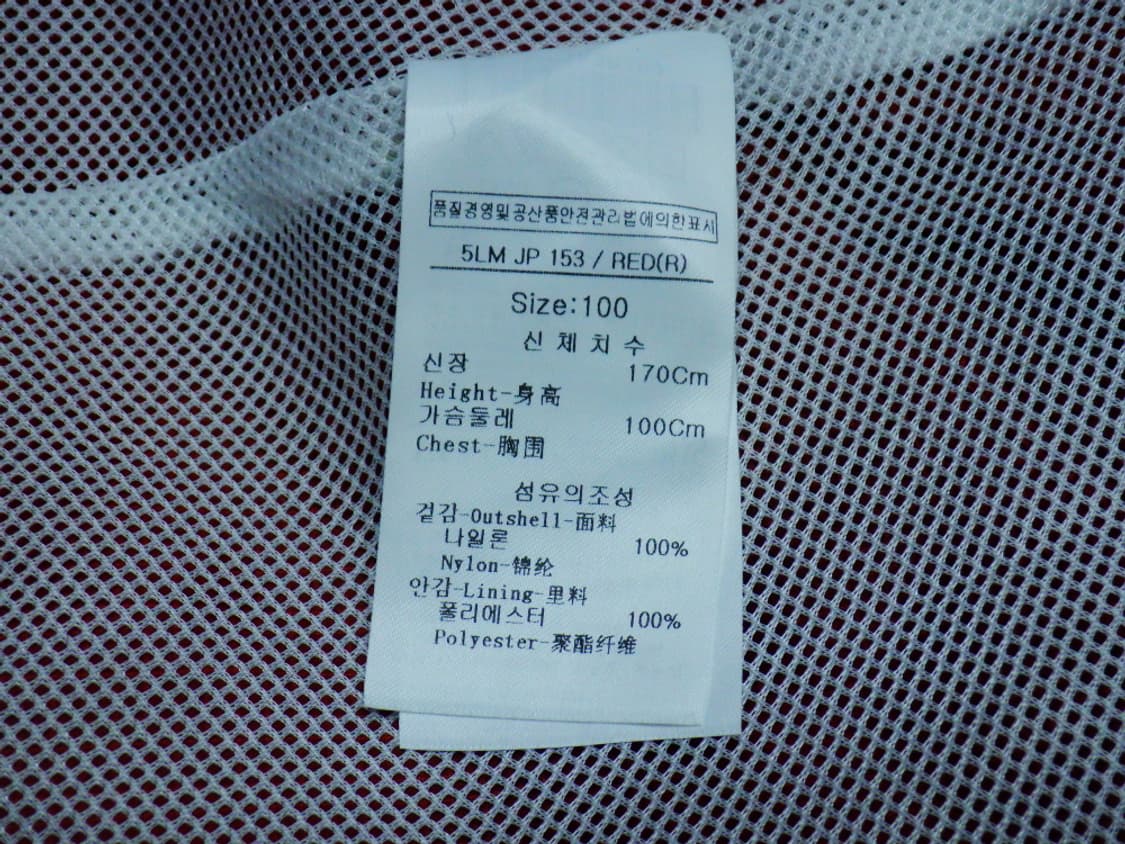 품질경영및공산품안전관리법에의한표시
5LM JP 153 / RED(R)
Size:100
신 체 치 수
신장 170Cm
Height-身高
가슴둘레 100Cm
Chest-胸围
섬유의조성
겉감-Outshell-面料
나일론 100%
Nylon-锦纶
안감-Lining-里料
폴리에스터 100%
Polyester-聚酯纤维